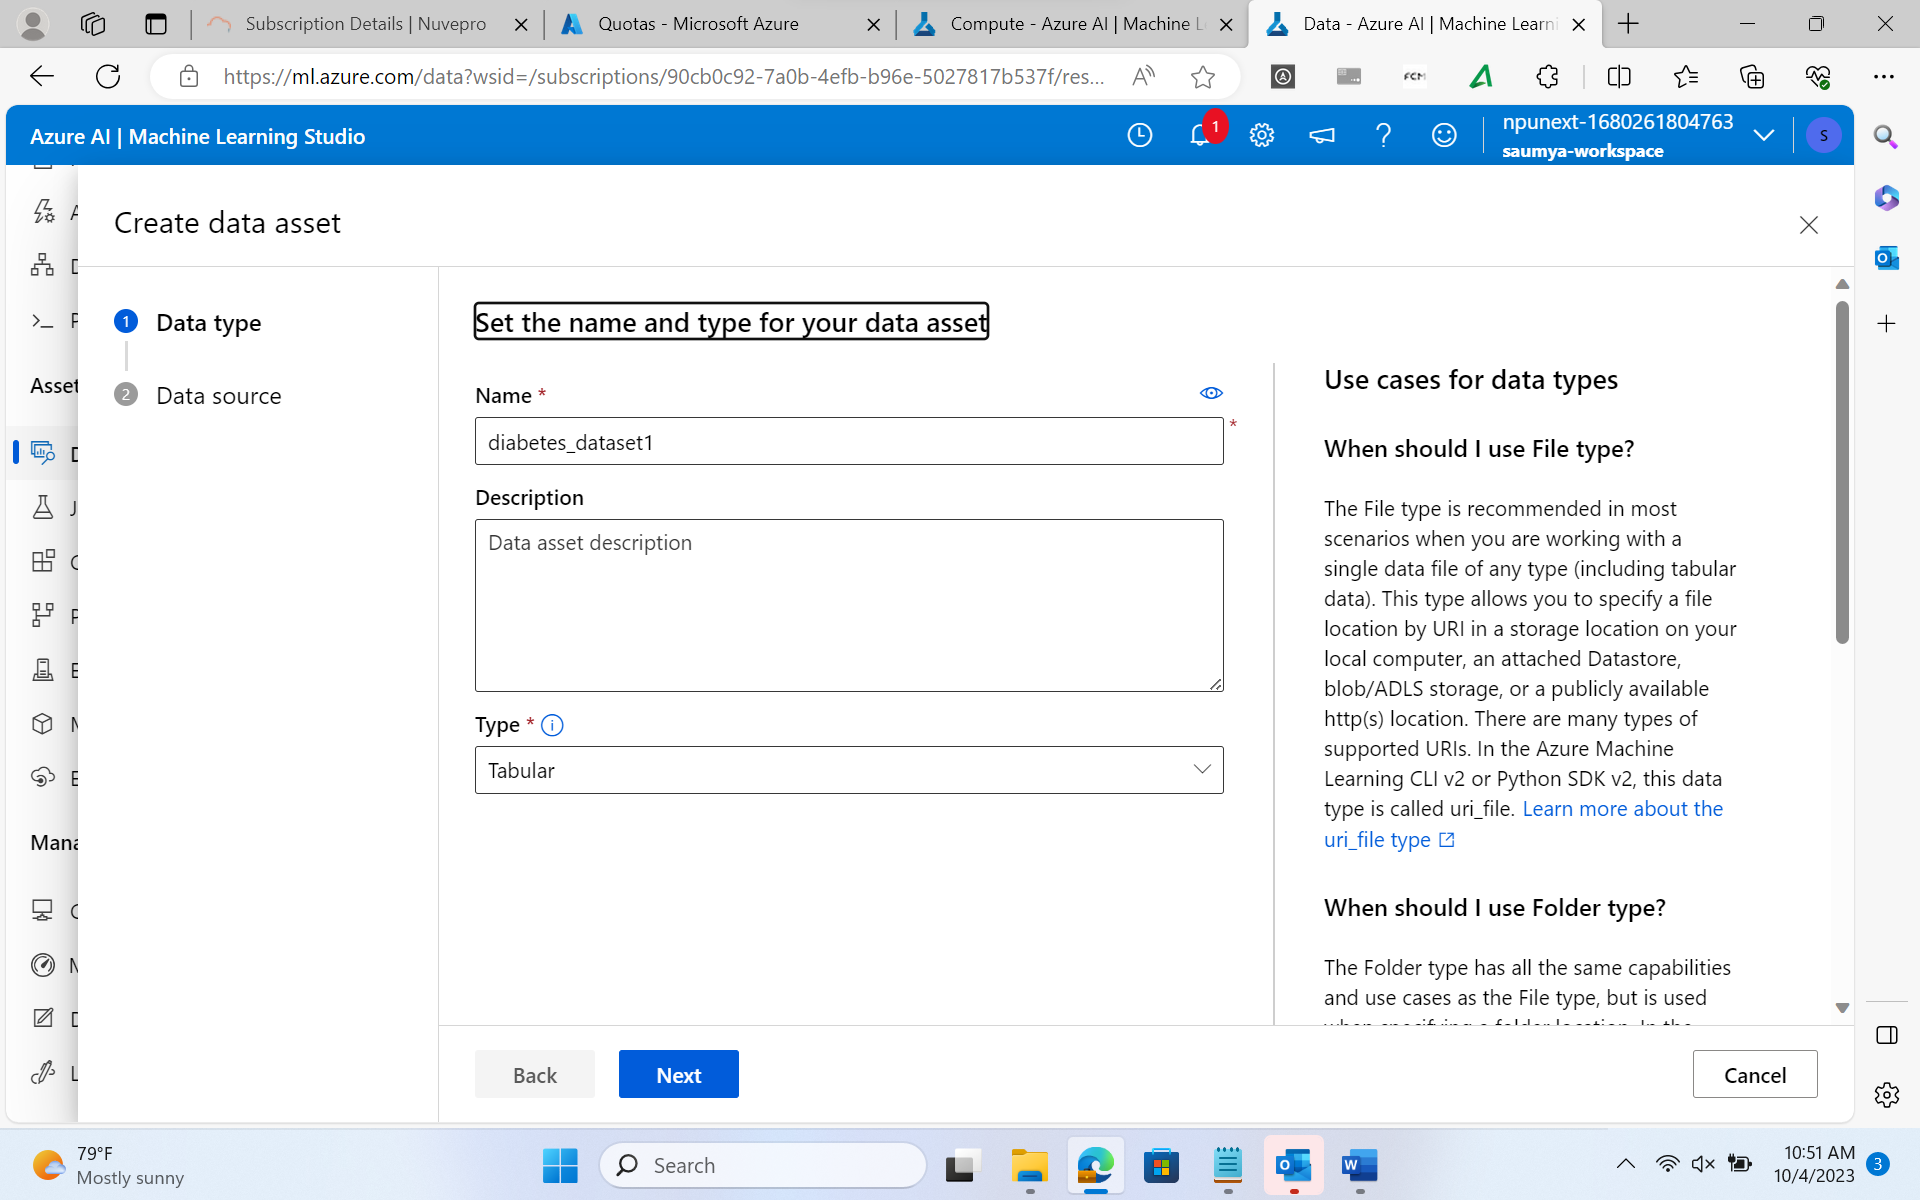 Subscription Details | Nuvepro
Quotas - Microsoft Azure
Compute - Azure AI | Machine L
Data - Azure AI | Machine Learni
https://ml.azure.com/data?wsid=/subscriptions/90cb0c92-7a0b-4efb-b96e-5027817b537f/res...
FCM
Azure AI | Machine Learning Studio
1
npunext-1680261804763
saumya-workspace
S
Create data asset
1 Data type
2 Data source
Asset
Mana
Set the name and type for your data asset
Name *
diabetes_dataset1
*
Description
Data asset description
Type *
Tabular
Use cases for data types
When should I use File type?
The File type is recommended in most
scenarios when you are working with a
single data file of any type (including tabular
data). This type allows you to specify a file
location by URI in a storage location on your
local computer, an attached Datastore,
blob/ADLS storage, or a publicly available
http(s) location. There are many types of
supported URIs. In the Azure Machine
Learning CLI v2 or Python SDK v2, this data
type is called uri_file. Learn more about the
uri_file type
When should I use Folder type?
The Folder type has all the same capabilities
and use cases as the File type, but is used
when specifying a folder location. In the
Back
Next
Cancel
79°F
Mostly sunny
Search
10:51 AM
10/4/2023
3